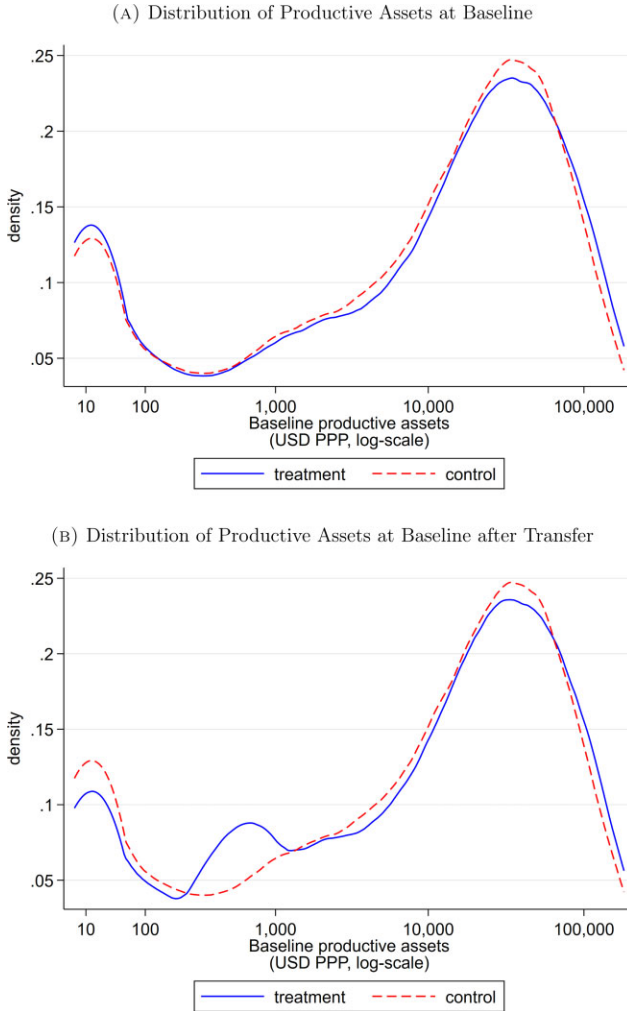 (A) Distribution of Productive Assets at Baseline
.25
.2
.15
.1
.05
density
10 100 1,000 10,000 100,000
Baseline productive assets
(USD PPP, log-scale)
treatment control
(B) Distribution of Productive Assets at Baseline after Transfer
.25
.2
.15
.1
.05
density
10 100 1,000 10,000 100,000
Baseline productive assets
(USD PPP, log-scale)
treatment control